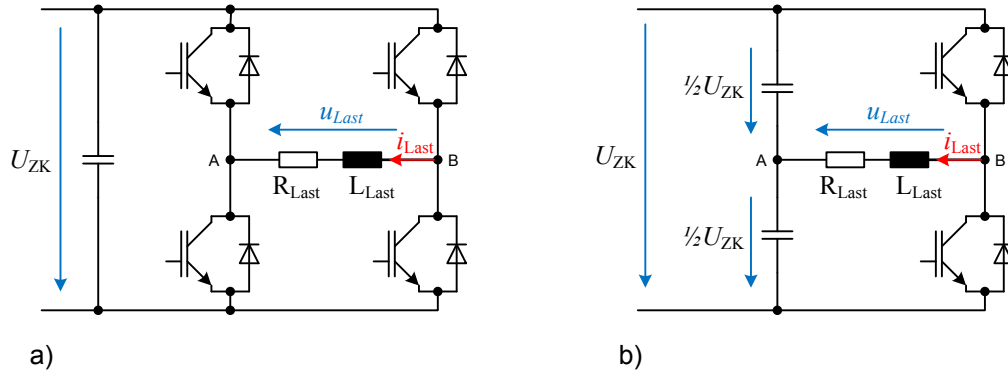 U_ZK
A
u_Last
i_Last
B
R_Last
L_Last
a)
U_ZK
½U_ZK
½U_ZK
A
u_Last
i_Last
B
R_Last
L_Last
b)